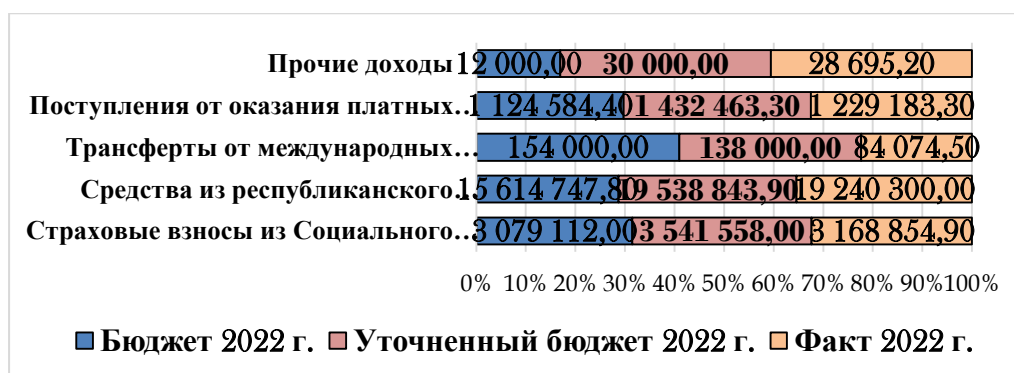 Прочие доходы 12 000,00 30 000,00 28 695,20
Поступления от оказания платных… 1 124 584,40 1 432 463,30 1 229 183,30
Трансферты от международных… 154 000,00 138 000,00 84 074,50
Средства из республиканского… 15 614 747,80 19 538 843,90 19 240 300,00
Страховые взносы из Социального… 3 079 112,00 3 541 558,00 3 168 854,90
0% 10% 20% 30% 40% 50% 60% 70% 80% 90% 100%
Бюджет 2022 г. Уточненный бюджет 2022 г. Факт 2022 г.